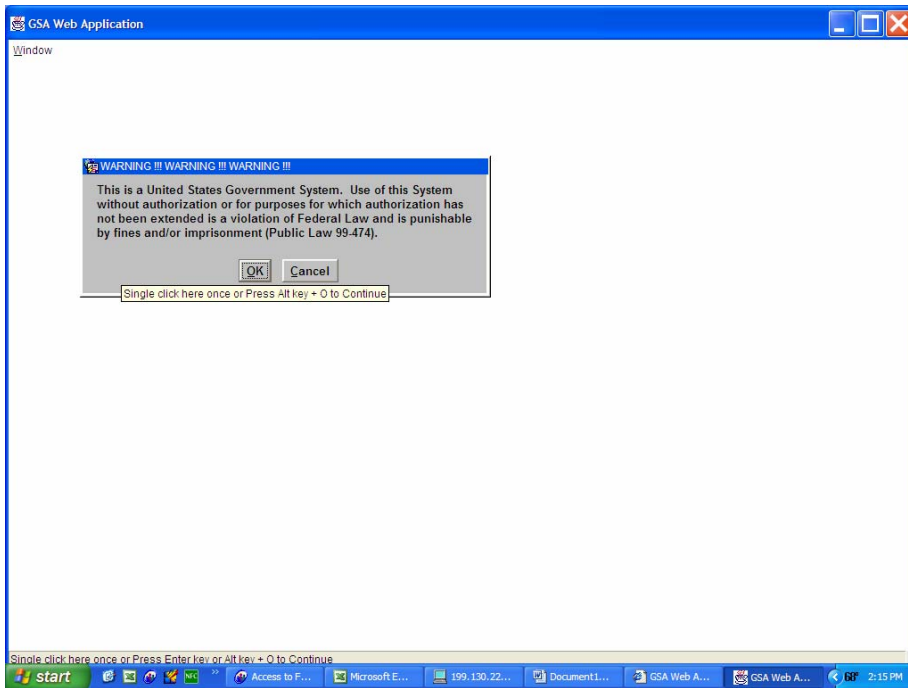 GSA Web Application
Window
WARNING !!! WARNING !!! WARNING !!!
This is a United States Government System. Use of this System
without authorization or for purposes for which authorization has
not been extended is a violation of Federal Law and is punishable
by fines and/or imprisonment (Public Law 99-474).
OK Cancel
Single click here once or Press Alt key + O to Continue
Single click here once or Press Enter key or Alt key + O to Continue
start NFC » Access to F... Microsoft E... 199.130.22... Document1... GSA Web A... GSA Web A... 68° 2:15 PM